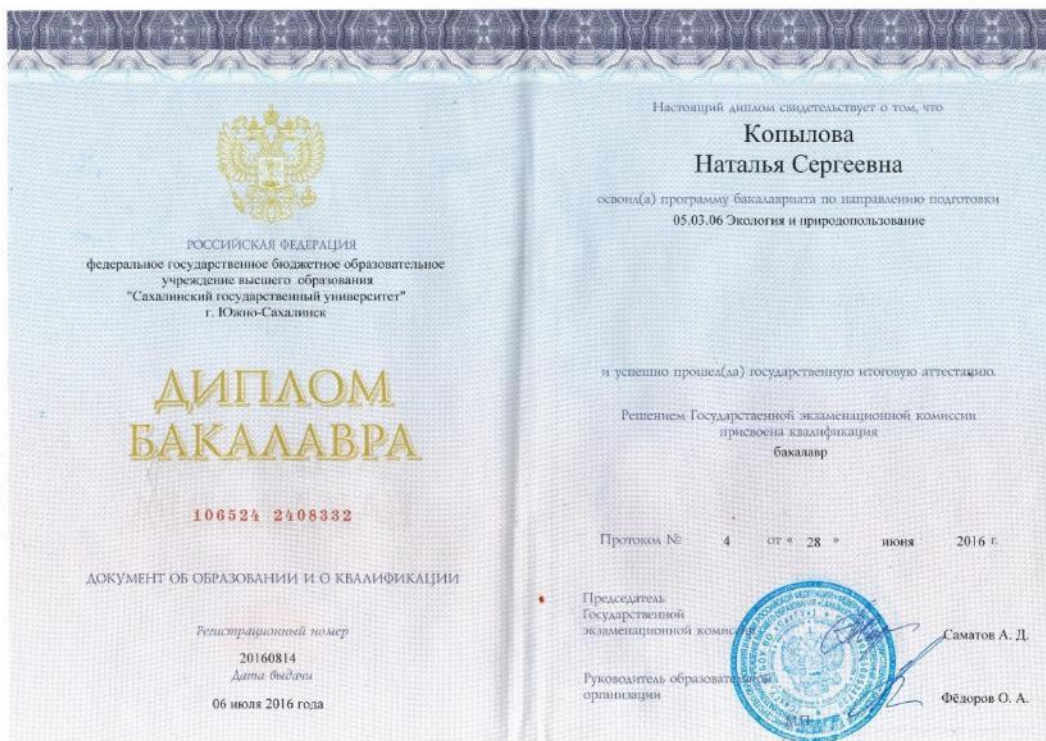 РОССИЙСКАЯ ФЕДЕРАЦИЯ
федеральное государственное бюджетное образовательное
учреждение высшего образования
"Сахалинский государственный университет"
г. Южно-Сахалинск
ДИПЛОМ
БАКАЛАВРА
106524 2408332
ДОКУМЕНТ ОБ ОБРАЗОВАНИИ И О КВАЛИФИКАЦИИ
Регистрационный номер
20160814
Дата выдачи
06 июля 2016 года
Настоящий диплом свидетельствует о том, что
Копылова
Наталья Сергеевна
освоил(а) программу бакалавриата по направлению подготовки
05.03.06 Экология и природопользование
и успешно прошел(ла) государственную итоговую аттестацию.
Решением Государственной экзаменационной комиссии
присвоена квалификация
бакалавр
Протокол № 4 от « 28 » июня 2016 г.
Председатель
Государственной
экзаменационной комиссии
Саматов А. Д.
Руководитель образовательной
организации
Фёдоров О. А.
М.П.